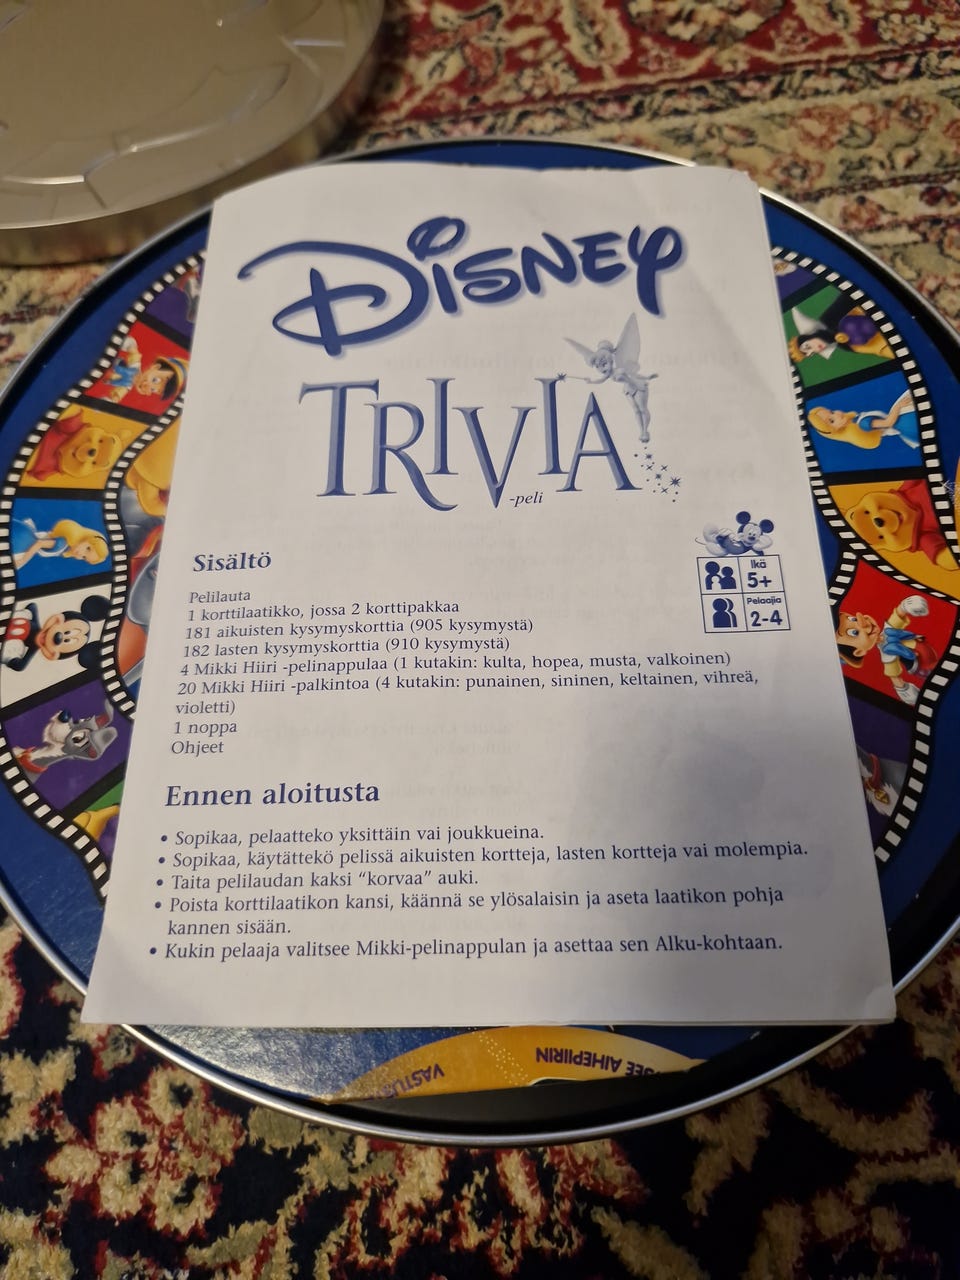 Disney
TRIVIA
-peli
Ikä
5+
Pelaajia
2-4
Sisältö
Pelilauta
1 korttilaatikko, jossa 2 korttipakkaa
181 aikuisten kysymyskorttia (905 kysymystä)
182 lasten kysymyskorttia (910 kysymystä)
4 Mikki Hiiri -pelinappulaa (1 kutakin: kulta, hopea, musta, valkoinen)
20 Mikki Hiiri -palkintoa (4 kutakin: punainen, sininen, keltainen, vihreä,
violetti)
1 noppa
Ohjeet
Ennen aloitusta
• Sopikaa, pelaatteko yksittäin vai joukkueina.
• Sopikaa, käytättekö pelissä aikuisten kortteja, lasten kortteja vai molempia.
• Taita pelilaudan kaksi “korvaa” auki.
• Poista korttilaatikon kansi, käännä se ylösalaisin ja aseta laatikon pohja
kannen sisään.
• Kukin pelaaja valitsee Mikki-pelinappulan ja asettaa sen Alku-kohtaan.
AIHEPIIRIN